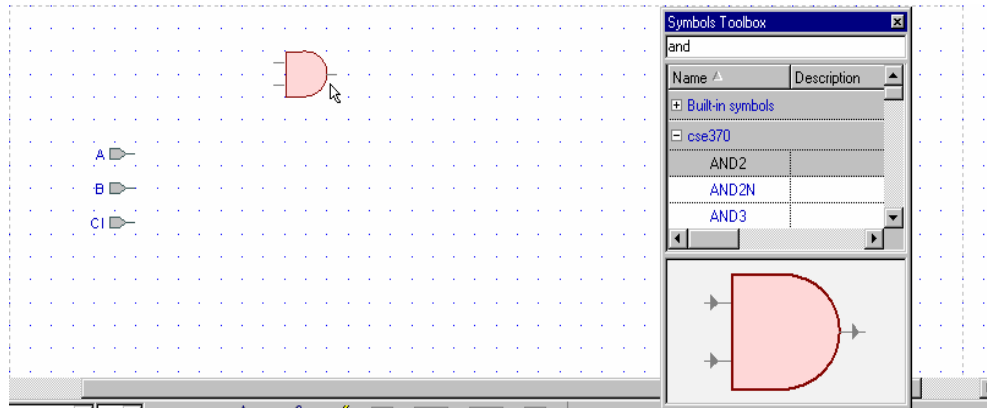 Symbols Toolbox
and
Name Description
Built-in symbols
cse370
AND2
AND2N
AND3
A
B
CI